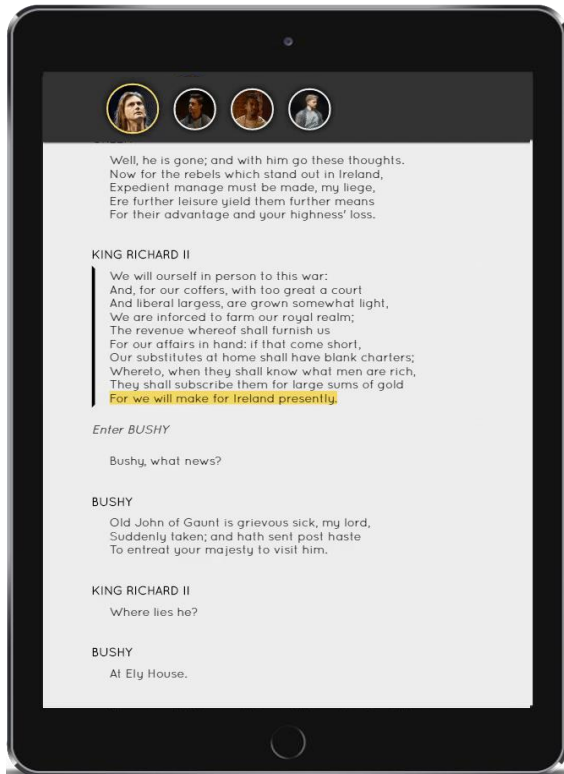 Well, he is gone; and with him go these thoughts.
Now for the rebels which stand out in Ireland,
Expedient manage must be made, my liege,
Ere further leisure yield them further means
For their advantage and your highness' loss.
KING RICHARD II
We will ourself in person to this war:
And, for our coffers, with too great a court
And liberal largess, are grown somewhat light,
We are inforced to farm our royal realm;
The revenue whereof shall furnish us
For our affairs in hand: if that come short,
Our substitutes at home shall have blank charters;
Whereto, when they shall know what men are rich,
They shall subscribe them for large sums of gold
For we will make for Ireland presently.
Enter BUSHY
Bushy, what news?
BUSHY
Old John of Gaunt is grievous sick, my lord,
Suddenly taken; and hath sent post haste
To entreat your majesty to visit him.
KING RICHARD II
Where lies he?
BUSHY
At Ely House.